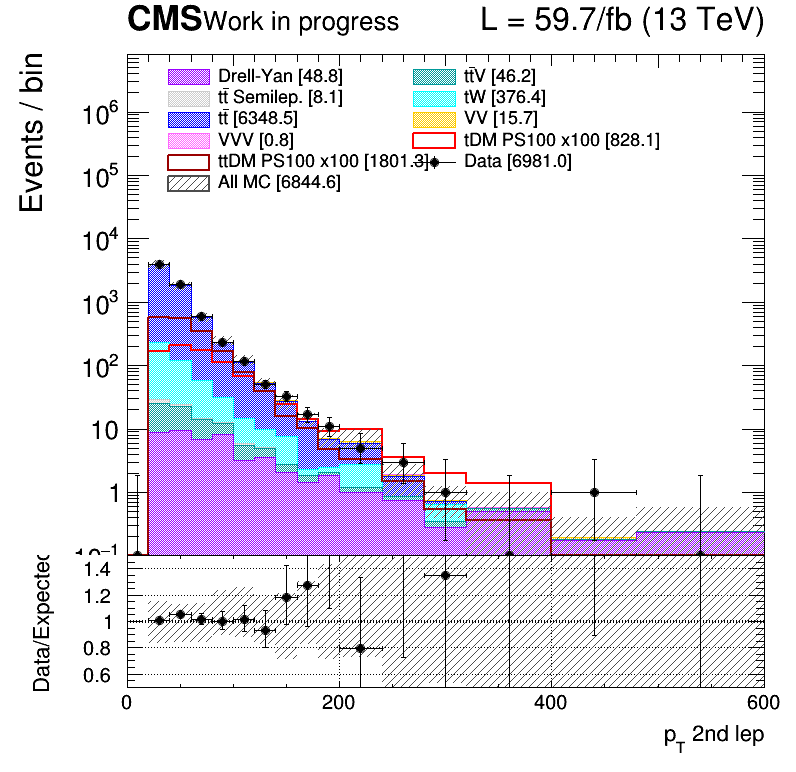 CMS Work in progress L = 59.7/fb (13 TeV)
Events / bin
Drell-Yan [48.8] tt̄V [46.2]
tt̄ Semilep. [8.1] tW [376.4]
tt̄ [6348.5] VV [15.7]
VVV [0.8] tDM PS100 x100 [828.1]
ttDM PS100 x100 [1801.3] Data [6981.0]
All MC [6844.6]
10⁶
10⁵
10⁴
10³
10²
10
1
10⁻¹
Data/Expected
1.4
1.2
1
0.8
0.6
0 200 400 600
p_T 2nd lep